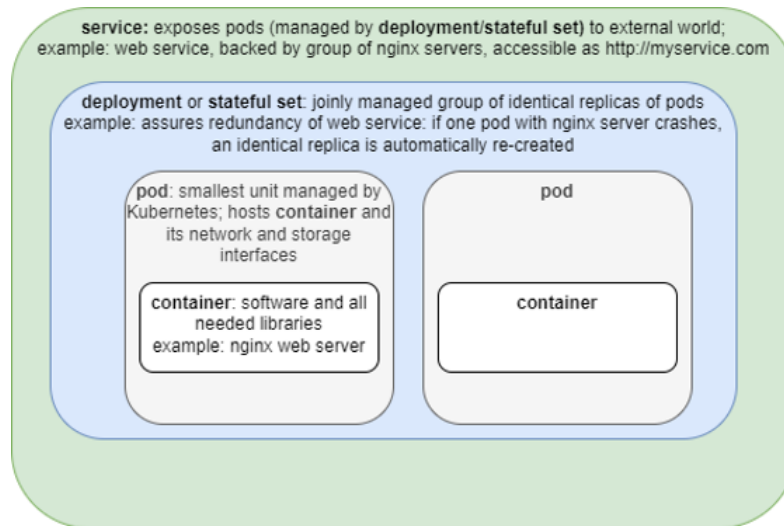 service: exposes pods (managed by deployment/stateful set) to external world;
example: web service, backed by group of nginx servers, accessible as http://myservice.com
deployment or stateful set: joinly managed group of identical replicas of pods
example: assures redundancy of web service: if one pod with nginx server crashes,
an identical replica is automatically re-created
pod: smallest unit managed by
Kubernetes; hosts container and
its network and storage
interfaces
container: software and all
needed libraries
example: nginx web server
pod
container